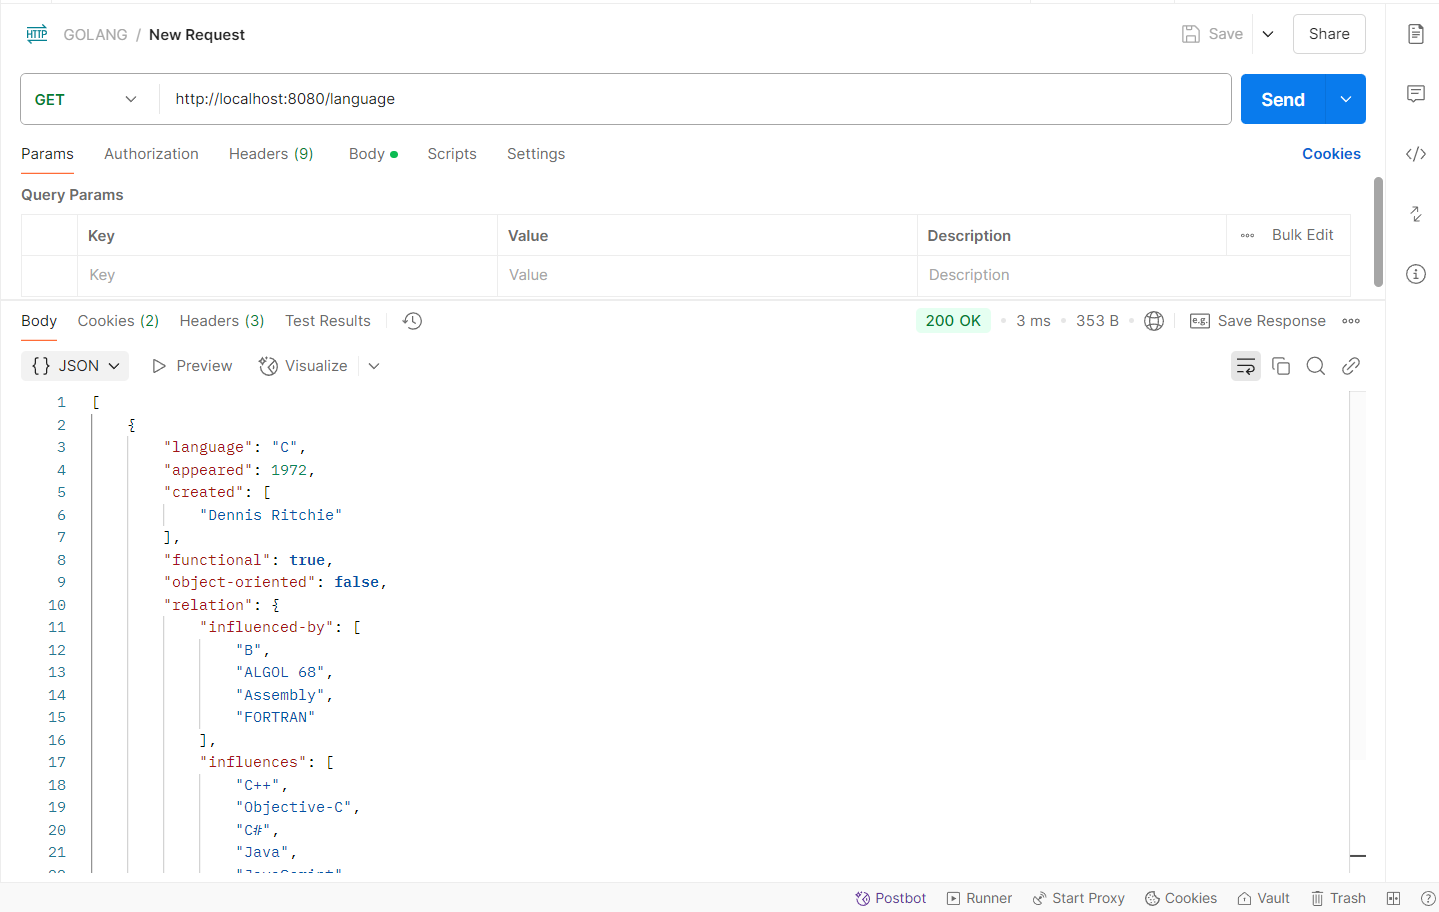 HTTP GOLANG / New Request Save Share
GET http://localhost:8080/language Send
Params Authorization Headers (9) Body Scripts Settings Cookies
Query Params
Key Value Description Bulk Edit
Key Value Description
Body Cookies (2) Headers (3) Test Results 200 OK 3 ms 353 B e.g. Save Response
{} JSON Preview Visualize
1 [
2 {
3 "language": "C",
4 "appeared": 1972,
5 "created": [
6 "Dennis Ritchie"
7 ],
8 "functional": true,
9 "object-oriented": false,
10 "relation": {
11 "influenced-by": [
12 "B",
13 "ALGOL 68",
14 "Assembly",
15 "FORTRAN"
16 ],
17 "influences": [
18 "C++",
19 "Objective-C",
20 "C#",
21 "Java",
22 "JavaScript"
Postbot Runner Start Proxy Cookies Vault Trash